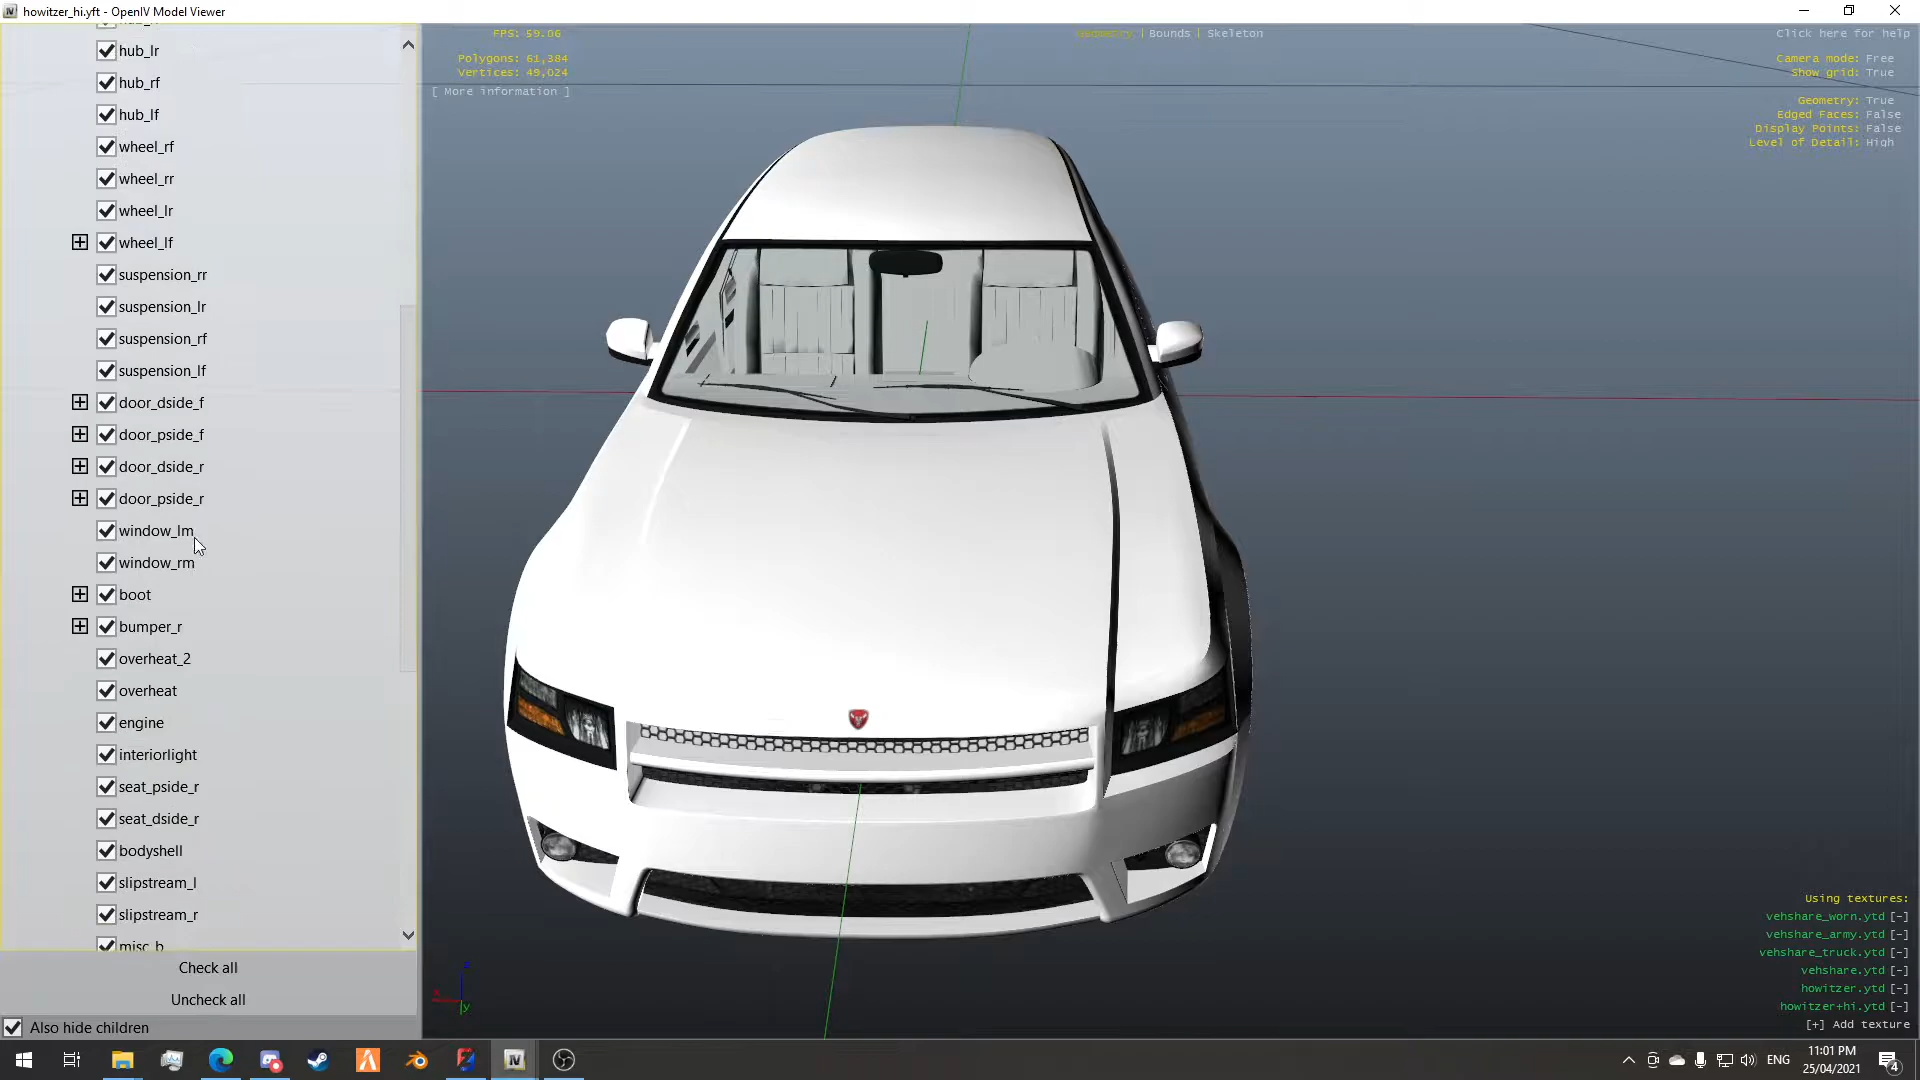 howitzer_hi.yft - OpenIV Model Viewer
hub_lr
hub_rf
hub_lf
wheel_rf
wheel_rr
wheel_lr
wheel_lf
suspension_rr
suspension_lr
suspension_rf
suspension_lf
door_dside_f
door_pside_f
door_dside_r
door_pside_r
window_lm
window_rm
boot
bumper_r
overheat_2
overheat
engine
interiorlight
seat_pside_r
seat_dside_r
bodyshell
slipstream_l
slipstream_r
misc_b
Check all
Uncheck all
Also hide children
FPS: 59.06
Polygons: 61,384
Vertices: 49,024
[ More information ]
Geometry | Bounds | Skeleton
Click here for help
Camera mode: Free
Show grid: True
Geometry: True
Edged Faces: False
Display Points: False
Level of Detail: High
Using textures:
vehshare_worn.ytd [-]
vehshare_army.ytd [-]
vehshare_truck.ytd [-]
vehshare.ytd [-]
howitzer.ytd [-]
howitzer+hi.ytd [-]
[+] Add texture
z
x
y
ENG
11:01 PM
25/04/2021
4